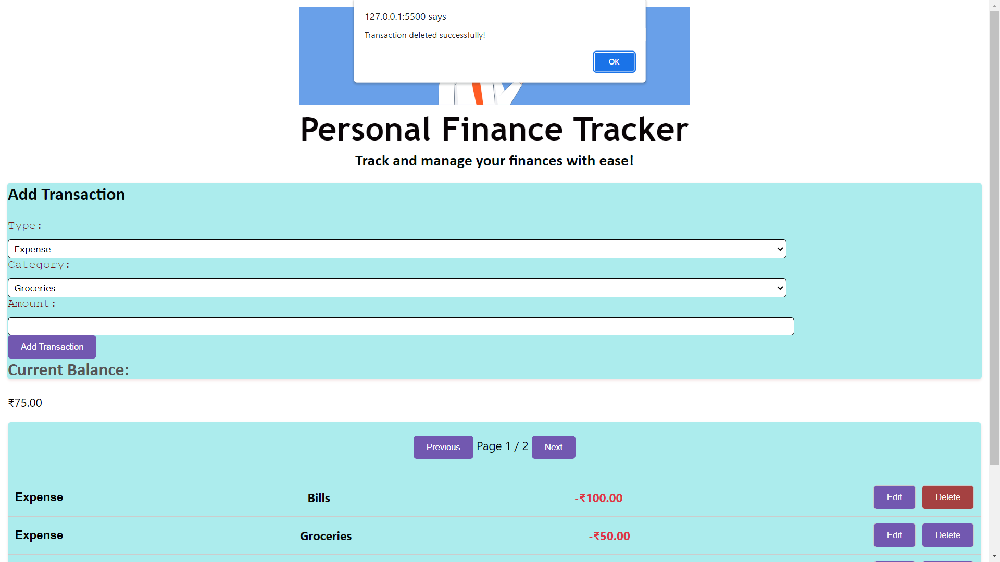 127.0.0.1:5500 says
Transaction deleted successfully!
OK
Personal Finance Tracker
Track and manage your finances with ease!
Add Transaction
Type:
Expense
Category:
Groceries
Amount:
Add Transaction
Current Balance:
₹75.00
Previous Page 1 / 2 Next
Expense Bills -₹100.00 Edit Delete
Expense Groceries -₹50.00 Edit Delete